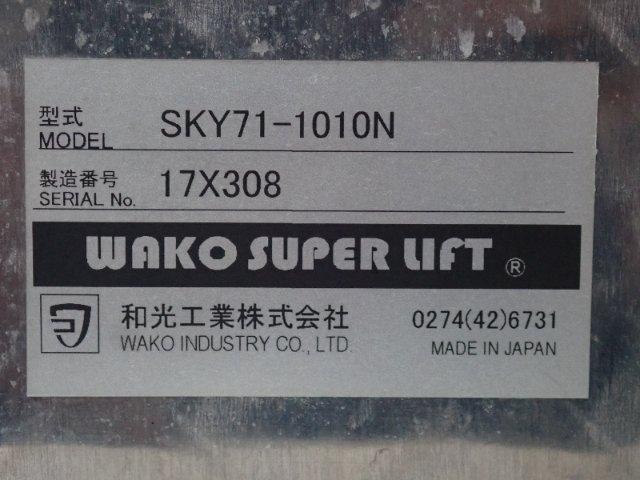 型式
MODEL SKY71-1010N
製造番号
SERIAL No. 17X308
WAKO SUPER LIFT ®
和光工業株式会社 0274(42)6731
WAKO INDUSTRY CO., LTD. MADE IN JAPAN